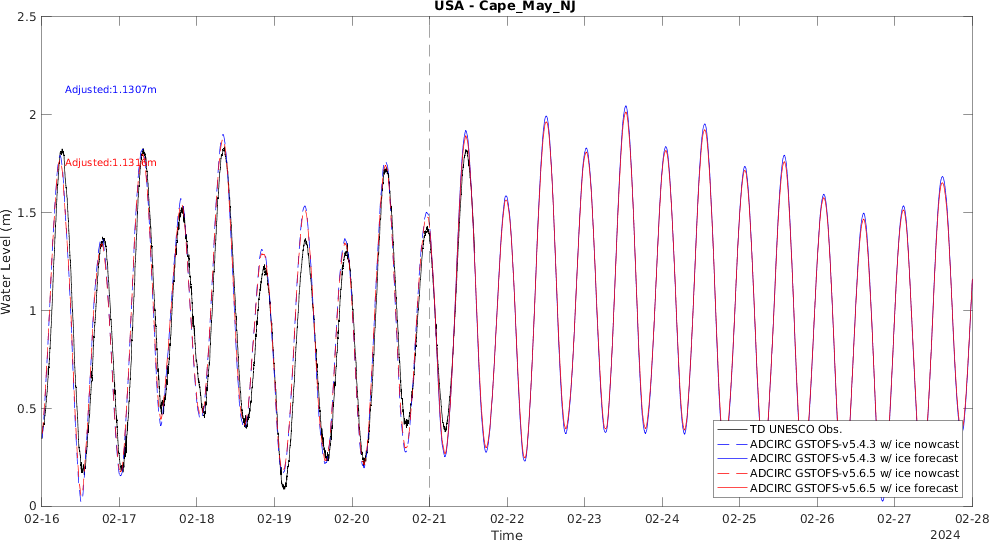 USA - Cape_May_NJ
2.5
Adjusted:1.1307m
2
Adjusted:1.1316m
1.5
Water Level (m)
1
0.5
0
TD UNESCO Obs.
ADCIRC GSTOFS-v5.4.3 w/ ice nowcast
ADCIRC GSTOFS-v5.4.3 w/ ice forecast
ADCIRC GSTOFS-v5.6.5 w/ ice nowcast
ADCIRC GSTOFS-v5.6.5 w/ ice forecast
02-16 02-17 02-18 02-19 02-20 02-21 02-22 02-23 02-24 02-25 02-26 02-27 02-28
Time
2024